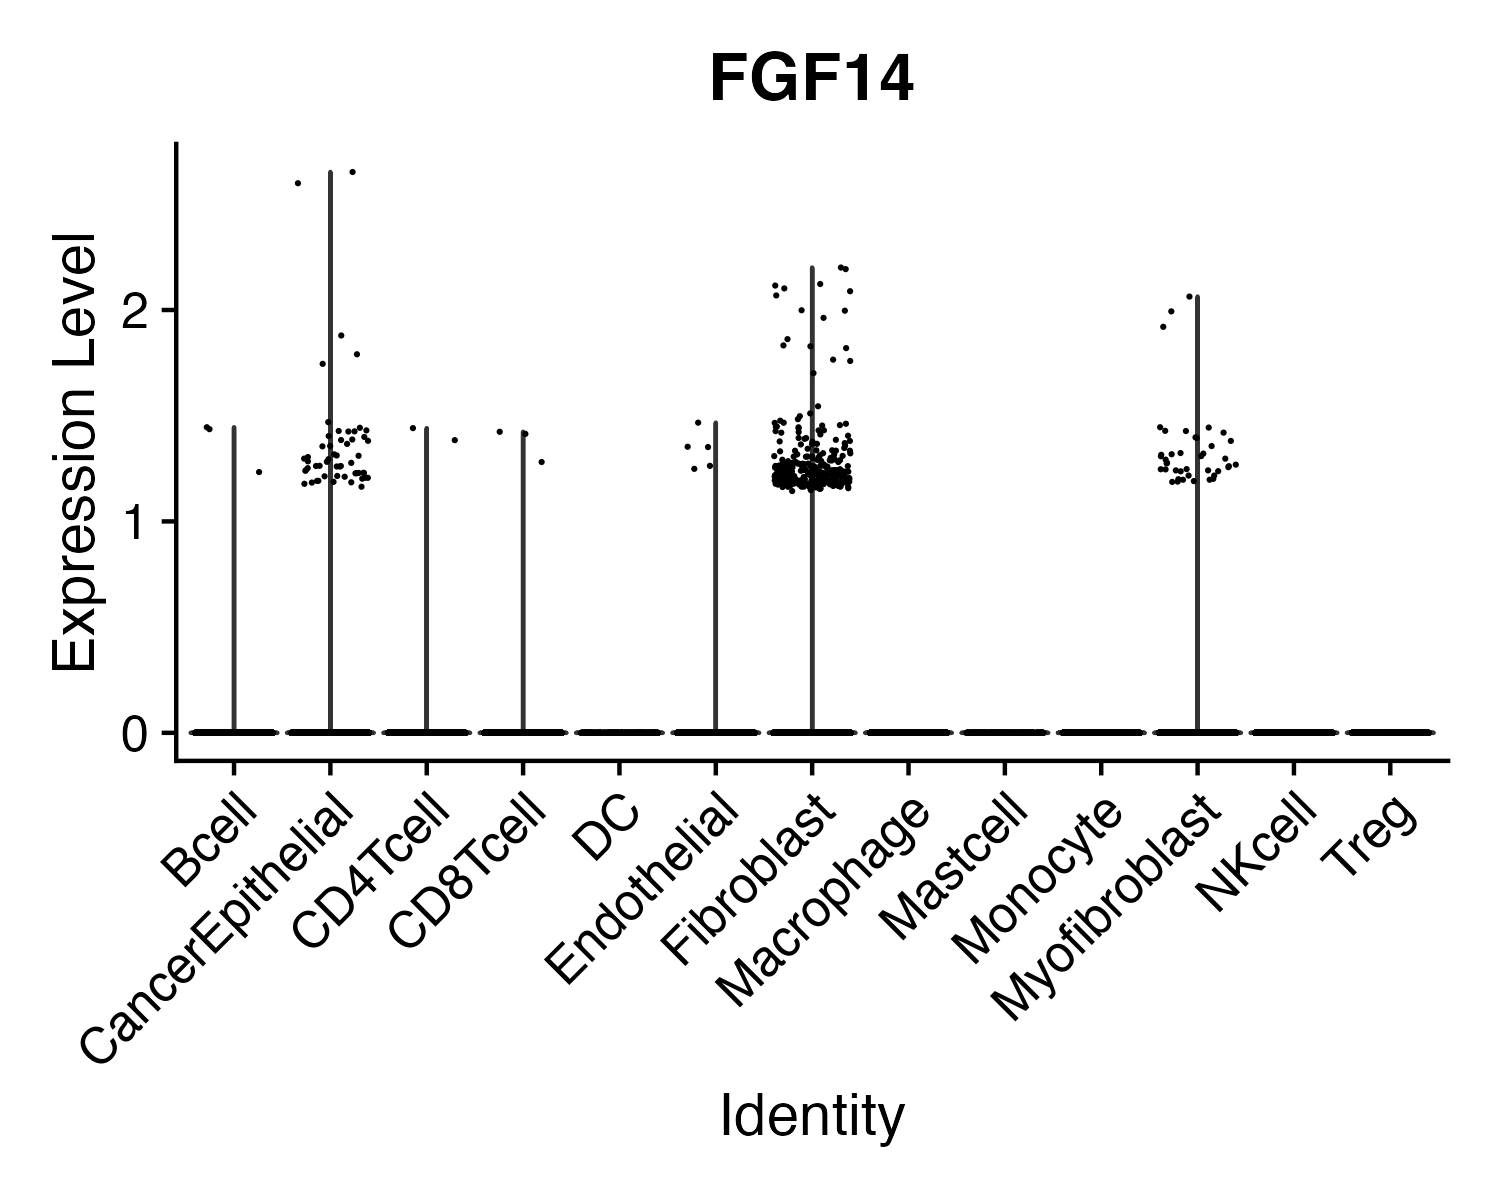 FGF14
Expression Level
2
1
0
Bcell
CancerEpithelial
CD4Tcell
CD8Tcell
DC
Endothelial
Fibroblast
Macrophage
Mastcell
Monocyte
Myofibroblast
NKcell
Treg
Identity